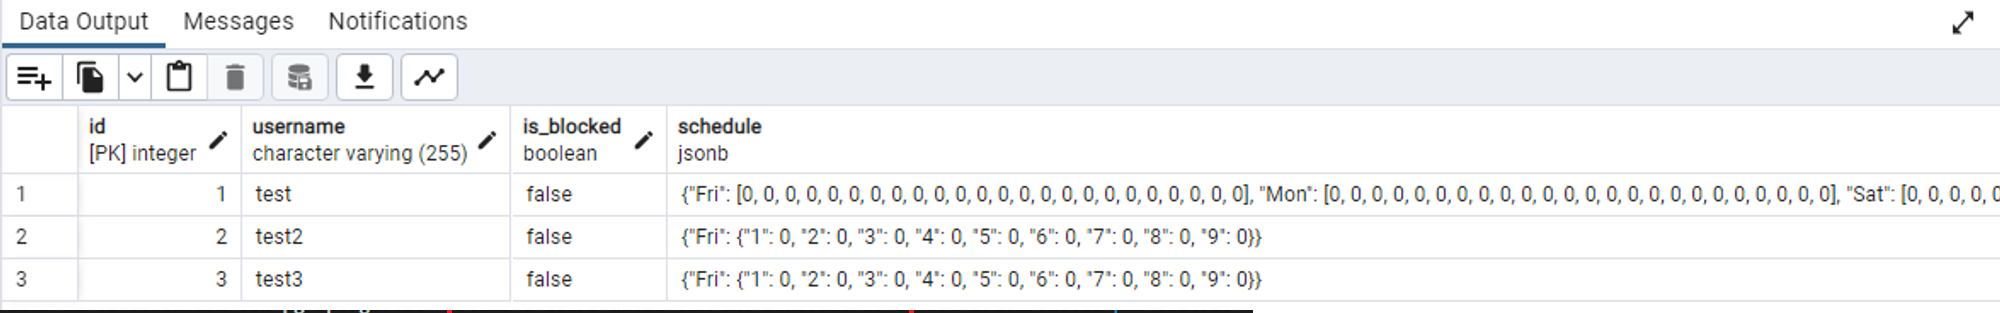 Data Output Messages Notifications
id username is_blocked schedule
[PK] integer character varying (255) boolean jsonb
1 1 test false {"Fri": [0, 0, 0, 0, 0, 0, 0, 0, 0, 0, 0, 0, 0, 0, 0, 0, 0, 0, 0, 0, 0, 0, 0, 0], "Mon": [0, 0, 0, 0, 0, 0, 0, 0, 0, 0, 0, 0, 0, 0, 0, 0, 0, 0, 0, 0, 0, 0, 0, 0], "Sat": [0, 0, 0, 0, 0
2 2 test2 false {"Fri": {"1": 0, "2": 0, "3": 0, "4": 0, "5": 0, "6": 0, "7": 0, "8": 0, "9": 0}}
3 3 test3 false {"Fri": {"1": 0, "2": 0, "3": 0, "4": 0, "5": 0, "6": 0, "7": 0, "8": 0, "9": 0}}